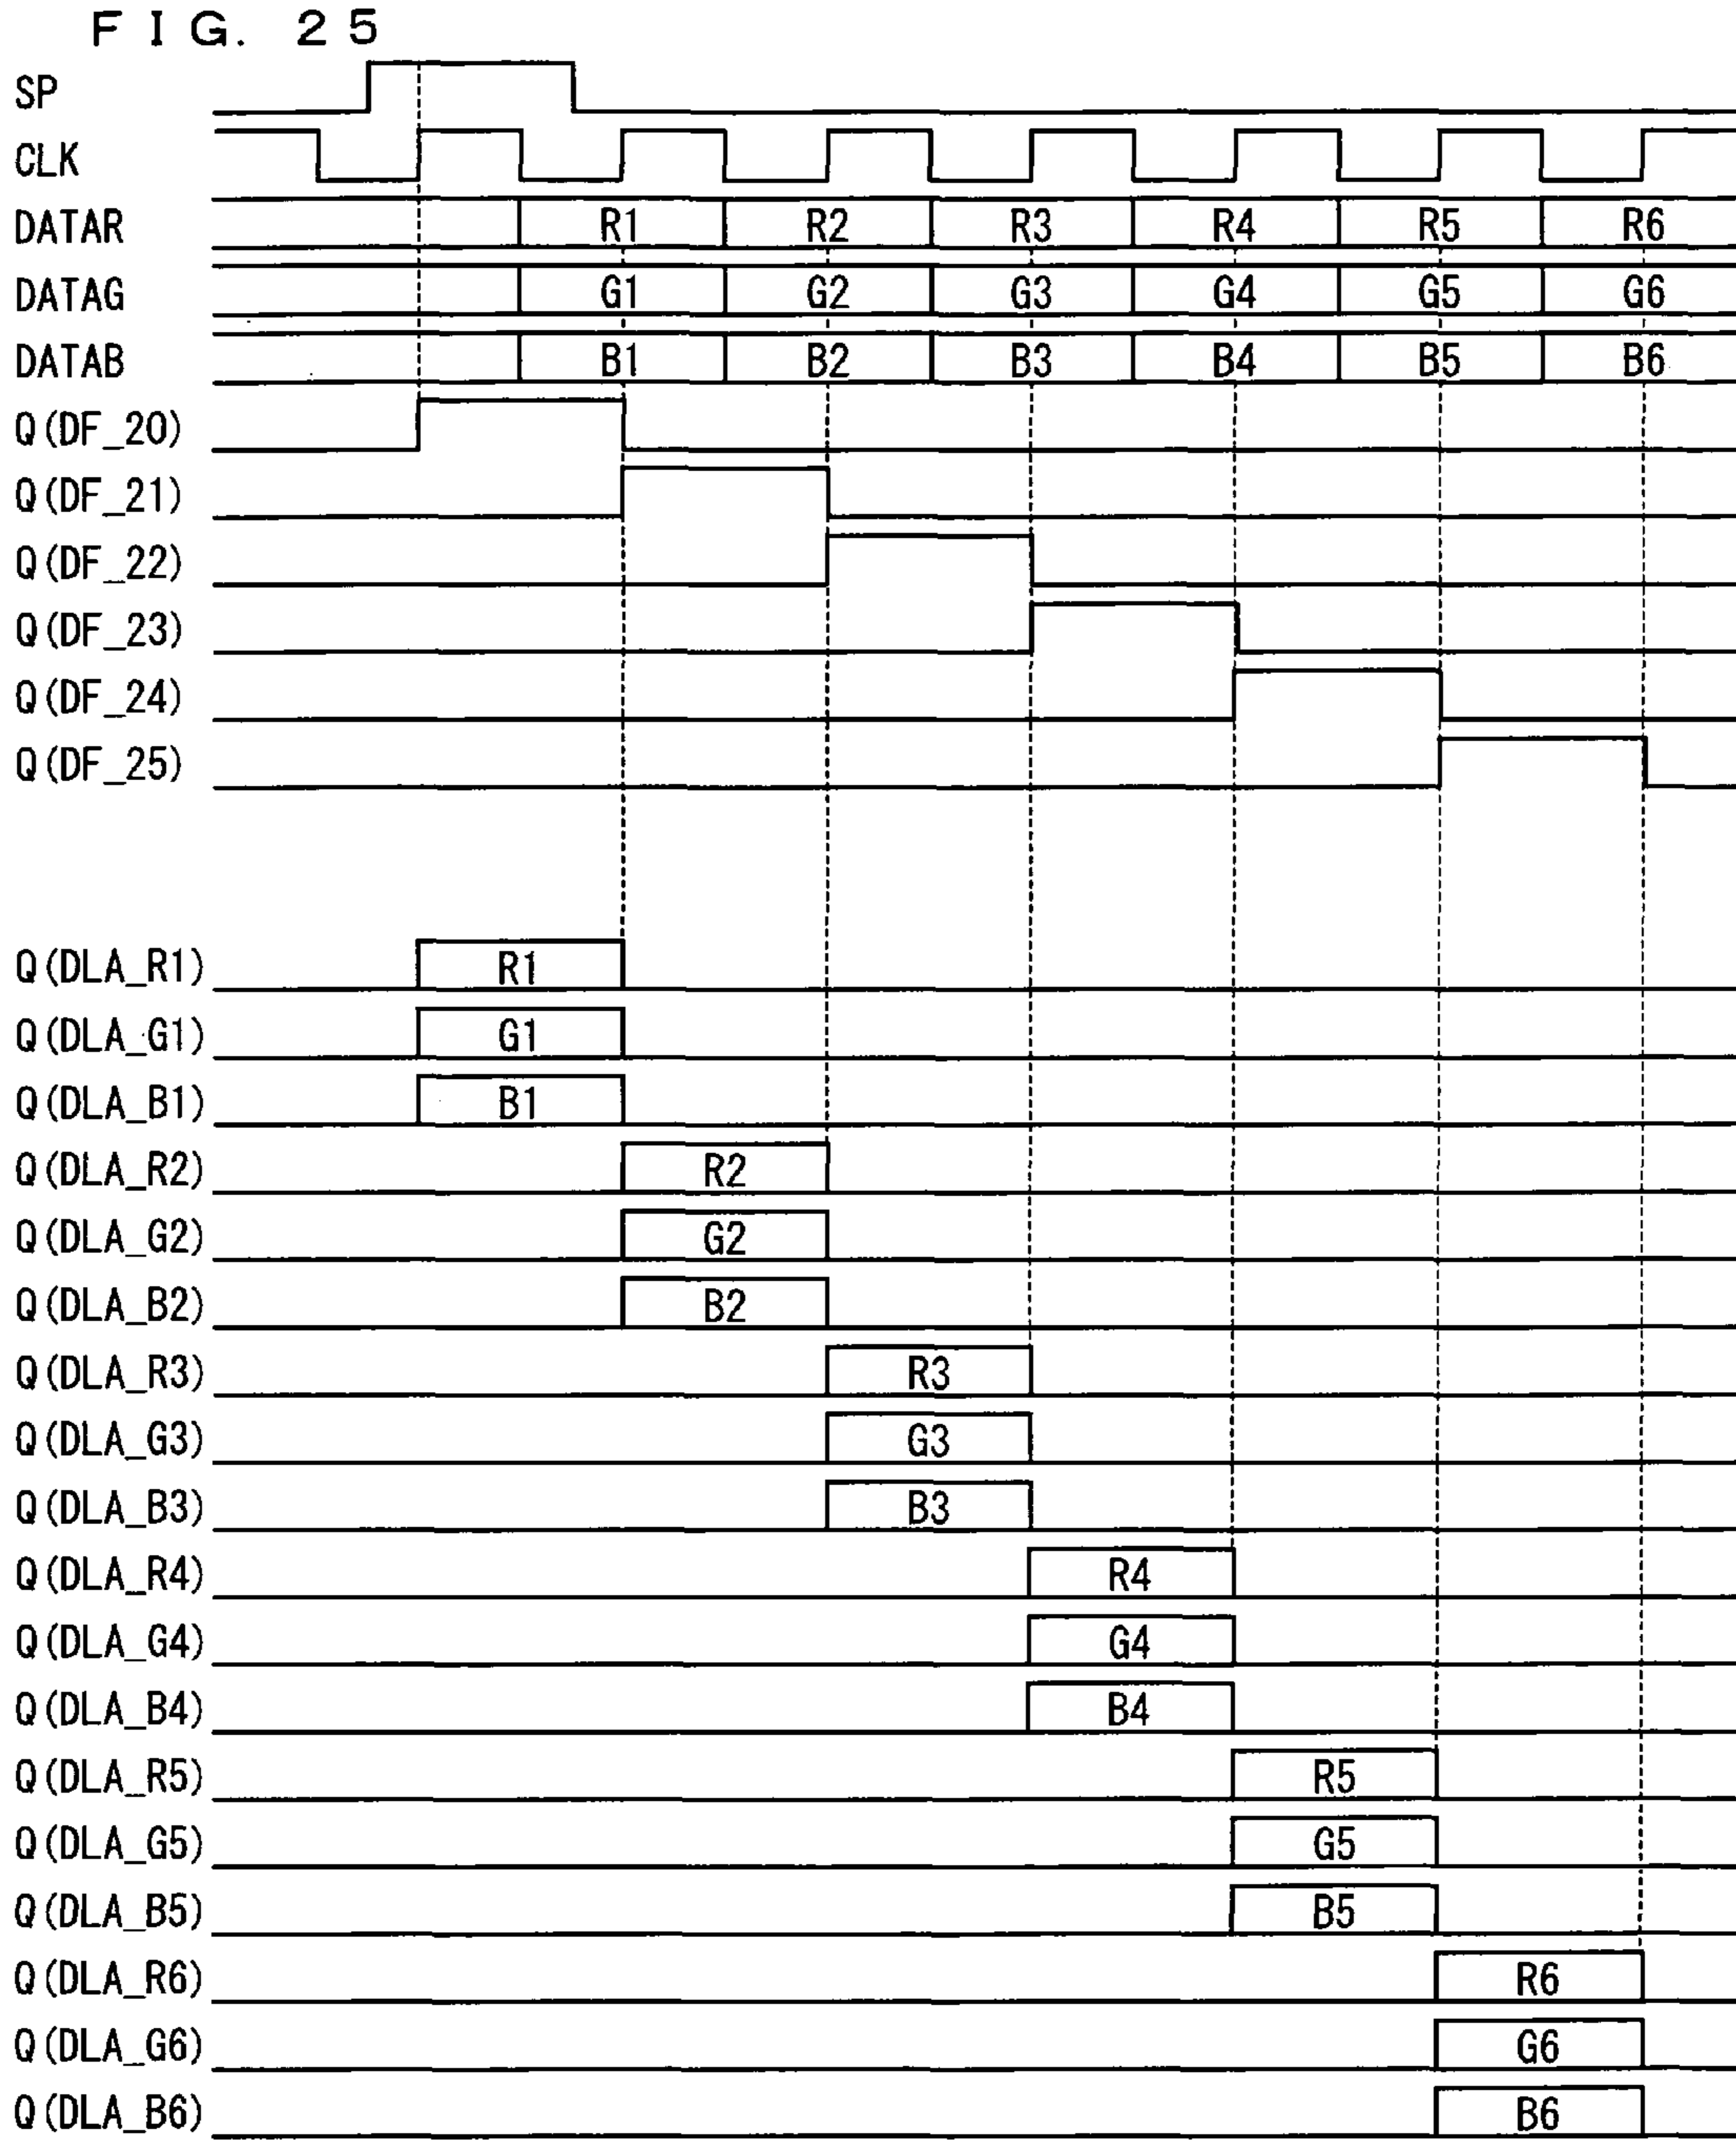 FIG. 25
SP
CLK
DATAR R1 R2 R3 R4 R5 R6
DATAG G1 G2 G3 G4 G5 G6
DATAB B1 B2 B3 B4 B5 B6
Q(DF_20)
Q(DF_21)
Q(DF_22)
Q(DF_23)
Q(DF_24)
Q(DF_25)
Q(DLA_R1) R1
Q(DLA_G1) G1
Q(DLA_B1) B1
Q(DLA_R2) R2
Q(DLA_G2) G2
Q(DLA_B2) B2
Q(DLA_R3) R3
Q(DLA_G3) G3
Q(DLA_B3) B3
Q(DLA_R4) R4
Q(DLA_G4) G4
Q(DLA_B4) B4
Q(DLA_R5) R5
Q(DLA_G5) G5
Q(DLA_B5) B5
Q(DLA_R6) R6
Q(DLA_G6) G6
Q(DLA_B6) B6